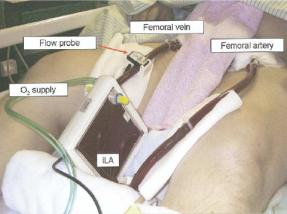 Femoral vein
Flow probe
Femoral artery
O₂ supply
iLA